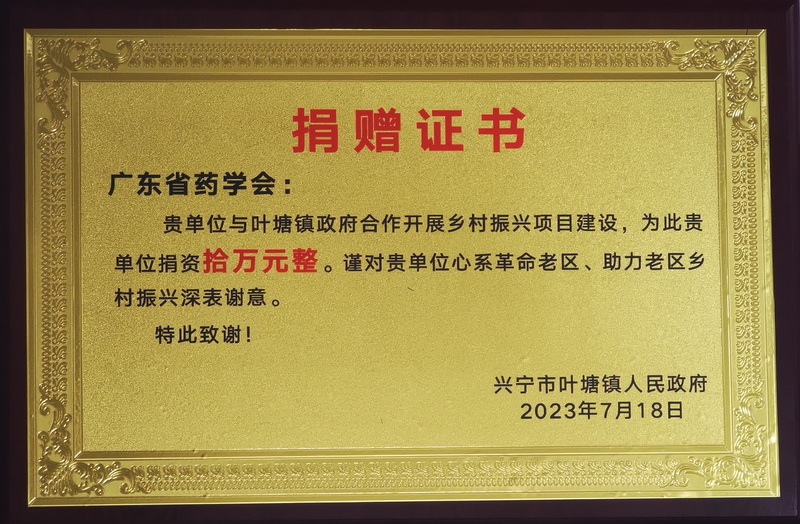 捐赠证书
广东省药学会：
贵单位与叶塘镇政府合作开展乡村振兴项目建设，为此贵
单位捐资拾万元整。谨对贵单位心系革命老区、助力老区乡
村振兴深表谢意。
特此致谢！
兴宁市叶塘镇人民政府
2023年7月18日